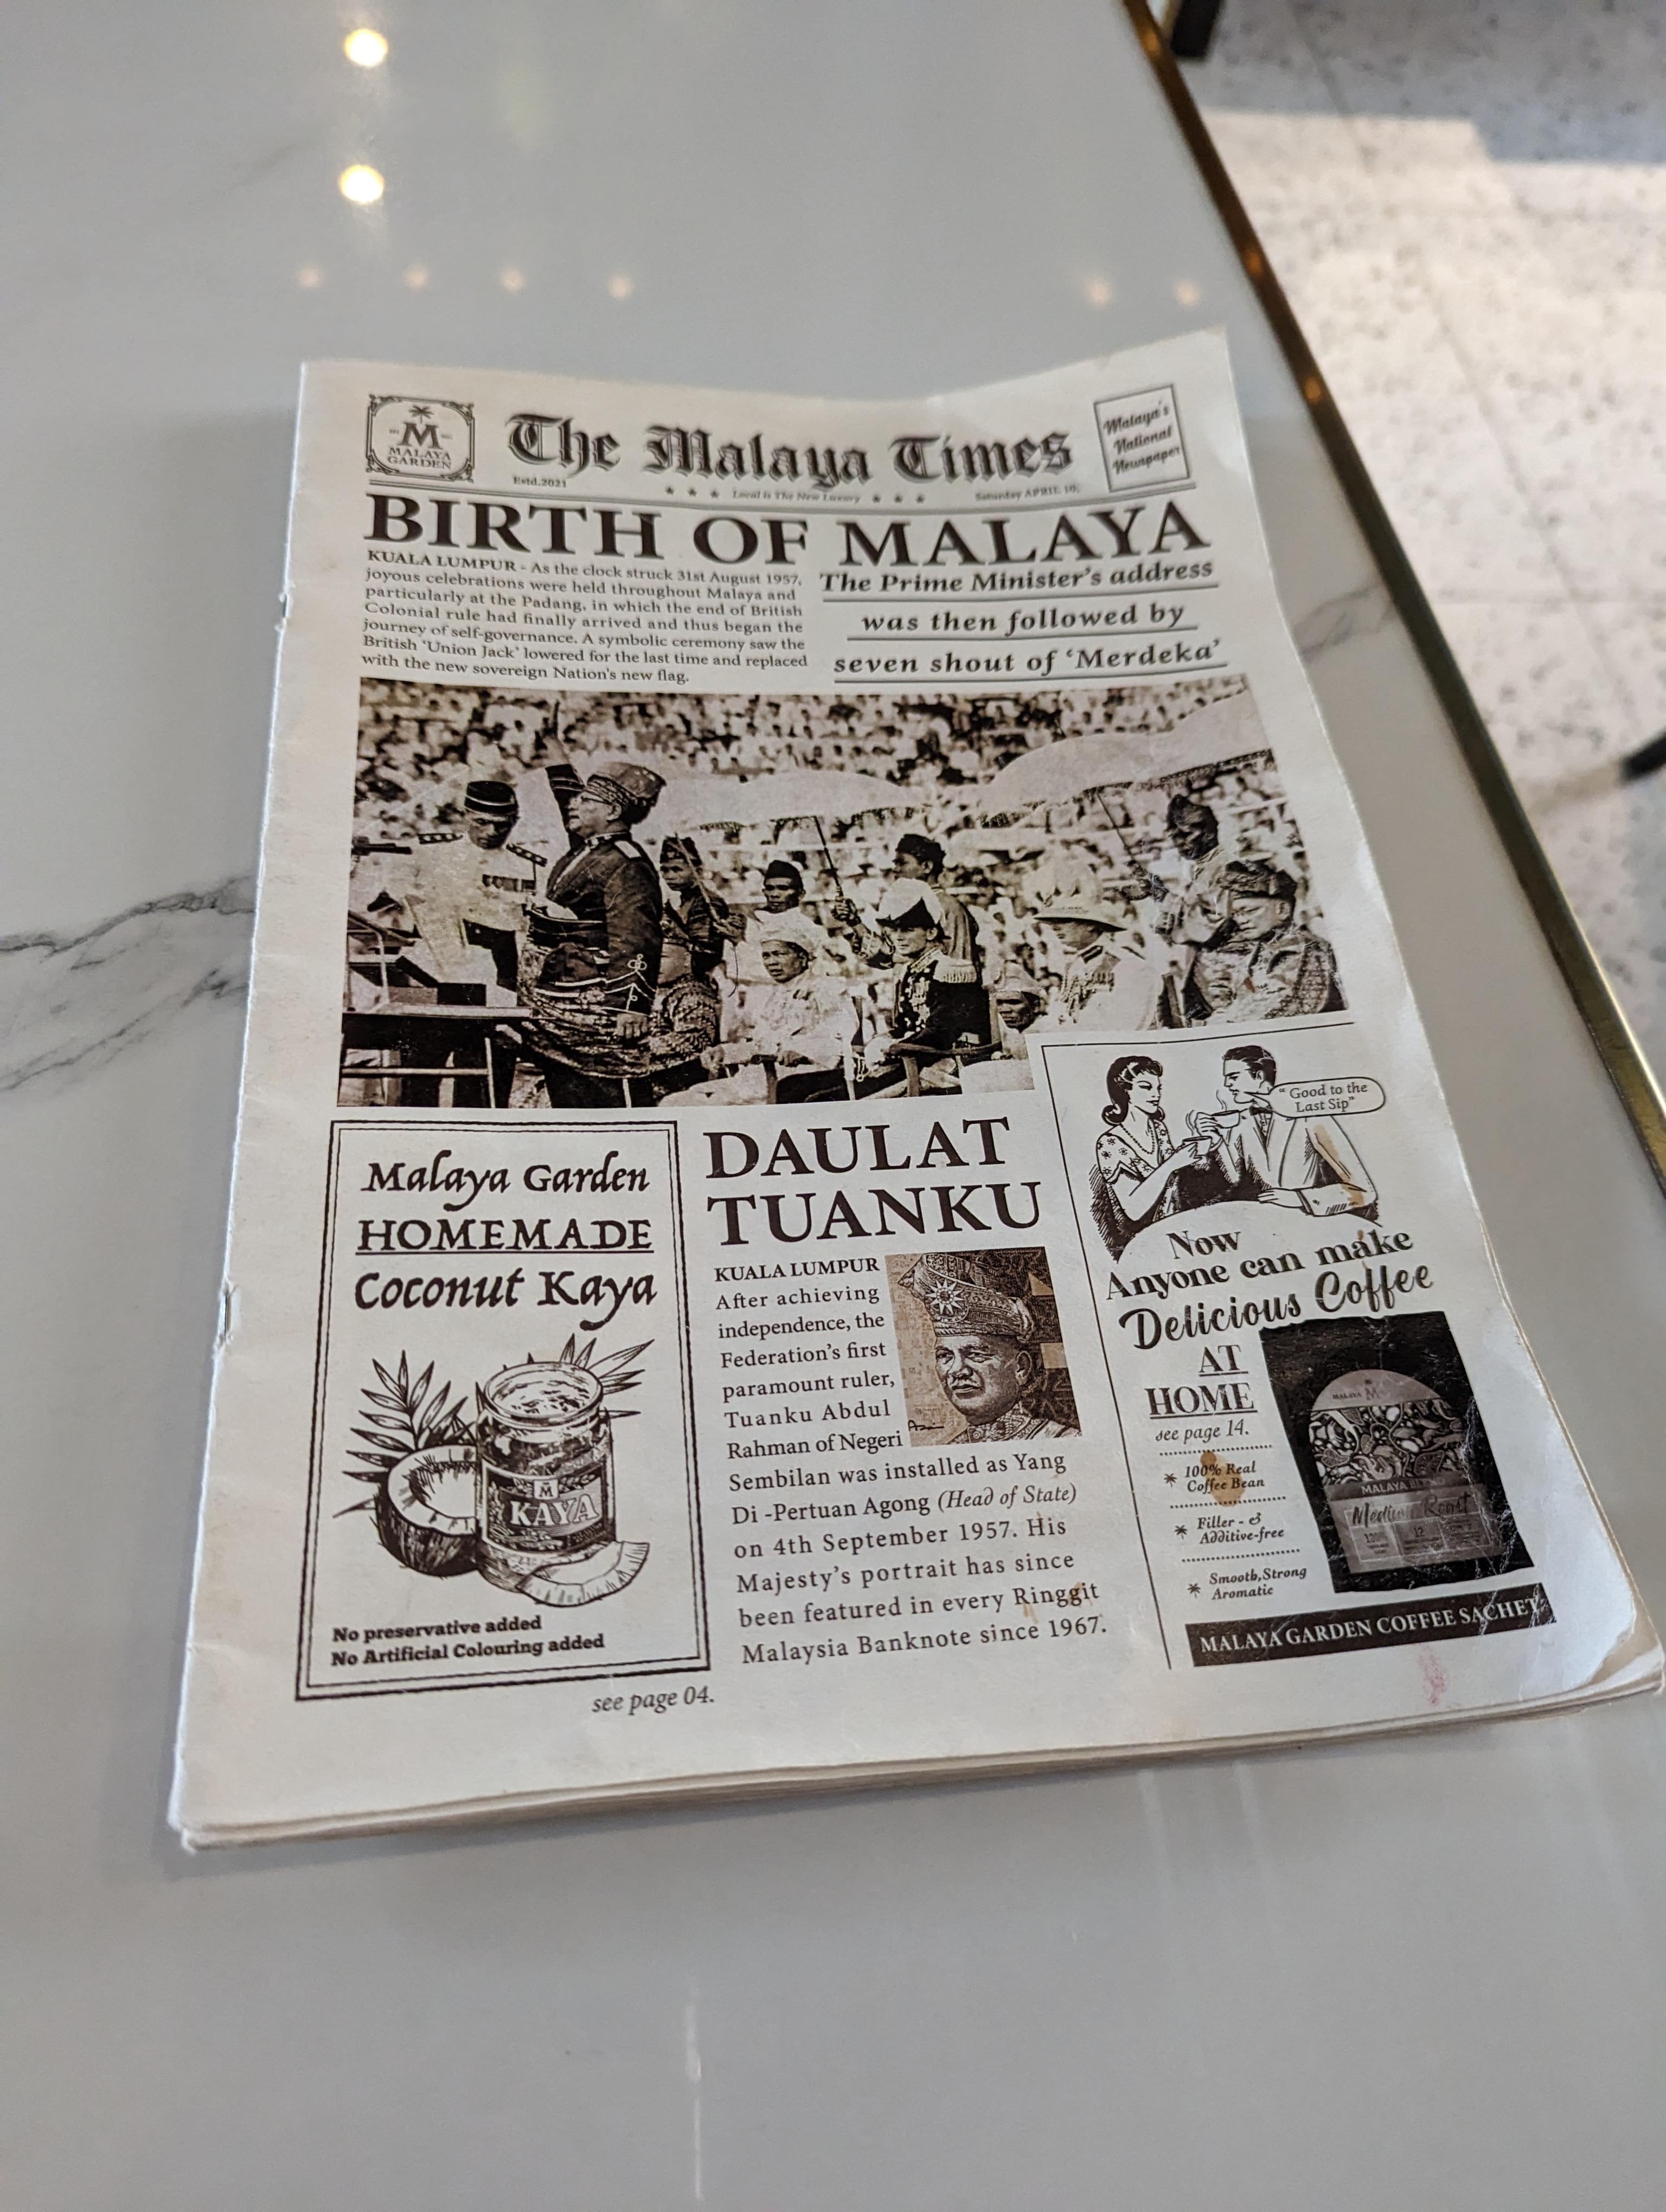 M
MALAYA
GARDEN
The Malaya Times
Malaya's
National
Newspaper
Estd.2021
Local Is The New Luxury
Saturday APRIL 10,
BIRTH OF MALAYA
KUALA LUMPUR - As the clock struck 31st August 1957,
joyous celebrations were held throughout Malaya and
particularly at the Padang, in which the end of British
Colonial rule had finally arrived and thus began the
journey of self-governance. A symbolic ceremony saw the
British 'Union Jack' lowered for the last time and replaced
with the new sovereign Nation's new flag.
The Prime Minister's address
was then followed by
seven shout of 'Merdeka'
Malaya Garden
HOMEMADE
Coconut Kaya
M
KAYA
No preservative added
No Artificial Colouring added
see page 04.
DAULAT
TUANKU
KUALA LUMPUR
After achieving
independence, the
Federation's first
paramount ruler,
Tuanku Abdul
Rahman of Negeri
Sembilan was installed as Yang
Di -Pertuan Agong (Head of State)
on 4th September 1957. His
Majesty's portrait has since
been featured in every Ringgit
Malaysia Banknote since 1967.
"Good to the
Last Sip"
Now
Anyone can make
Delicious Coffee
AT
HOME
see page 14.
100% Real
Coffee Bean
Filler - &
Additive-free
Smooth,Strong
Aromatic
MALAYA
Medium Roast
12
MALAYA GARDEN COFFEE SACHET